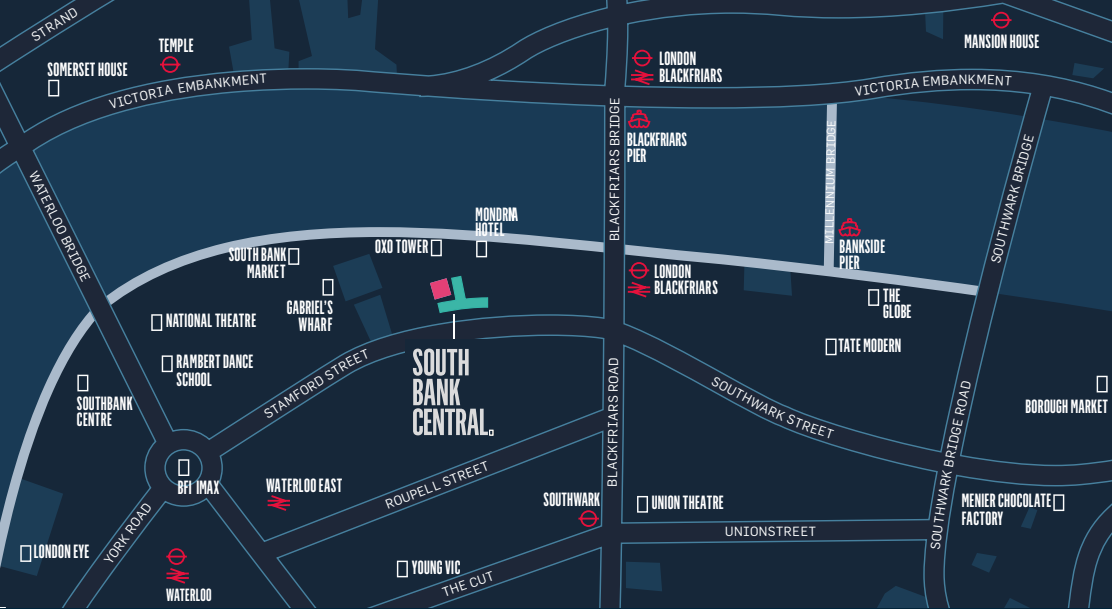 STRAND
TEMPLE
SOMERSET HOUSE
VICTORIA EMBANKMENT
LONDON
BLACKFRIARS
MANSION HOUSE
VICTORIA EMBANKMENT
BLACKFRIARS BRIDGE
BLACKFRIARS
PIER
MILLENNIUM BRIDGE
SOUTHWARK BRIDGE
WATERLOO BRIDGE
MONDRIA
HOTEL
OXO TOWER
SOUTH BANK
MARKET
BANKSIDE
PIER
LONDON
BLACKFRIARS
GABRIEL'S
WHARF
THE
GLOBE
NATIONAL THEATRE
TATE MODERN
RAMBERT DANCE
SCHOOL
SOUTHBANK
CENTRE
STAMFORD STREET
SOUTH
BANK
CENTRAL.
BLACKFRIARS ROAD
SOUTHWARK STREET
SOUTHWARK BRIDGE ROAD
BOROUGH MARKET
BFI IMAX
WATERLOO EAST
ROUPELL STREET
SOUTHWARK
UNION THEATRE
MENIER CHOCOLATE
FACTORY
UNIONSTREET
YORK ROAD
LONDON EYE
YOUNG VIC
THE CUT
WATERLOO